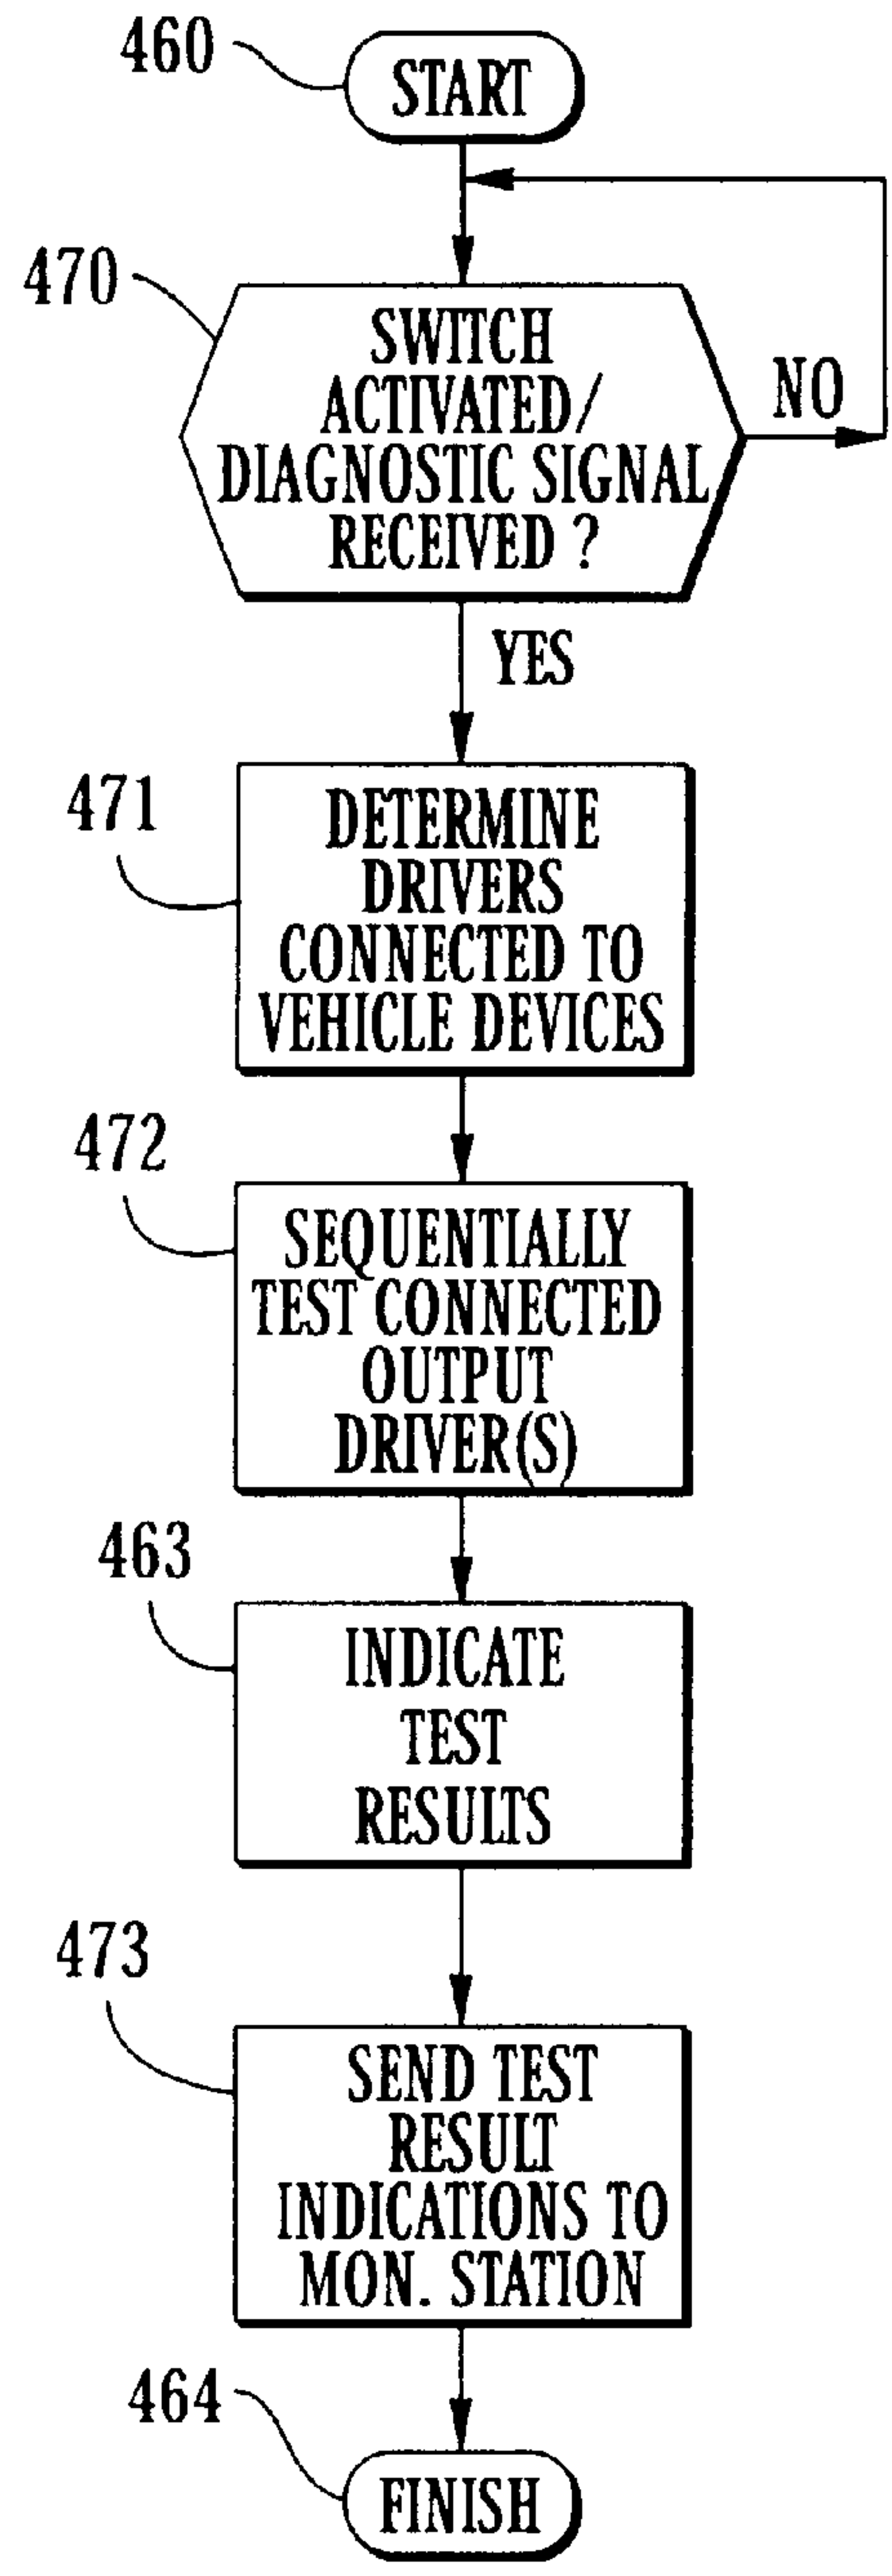 460
START
470
SWITCH
ACTIVATED/
DIAGNOSTIC SIGNAL
RECEIVED ?
NO
YES
471
DETERMINE
DRIVERS
CONNECTED TO
VEHICLE DEVICES
472
SEQUENTIALLY
TEST CONNECTED
OUTPUT
DRIVER(S)
463
INDICATE
TEST
RESULTS
473
SEND TEST
RESULT
INDICATIONS TO
MON. STATION
464
FINISH